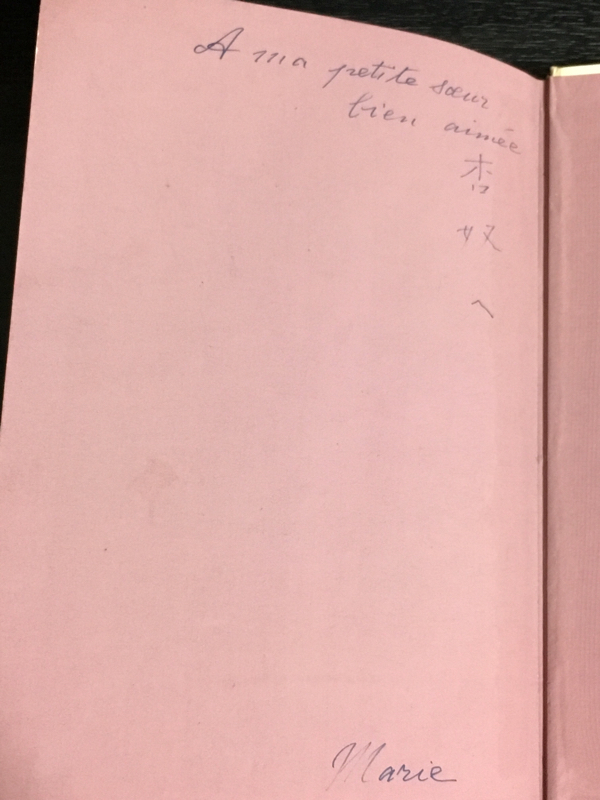 A ma petite sœur
bien aimée
杏
奴
へ
Marie